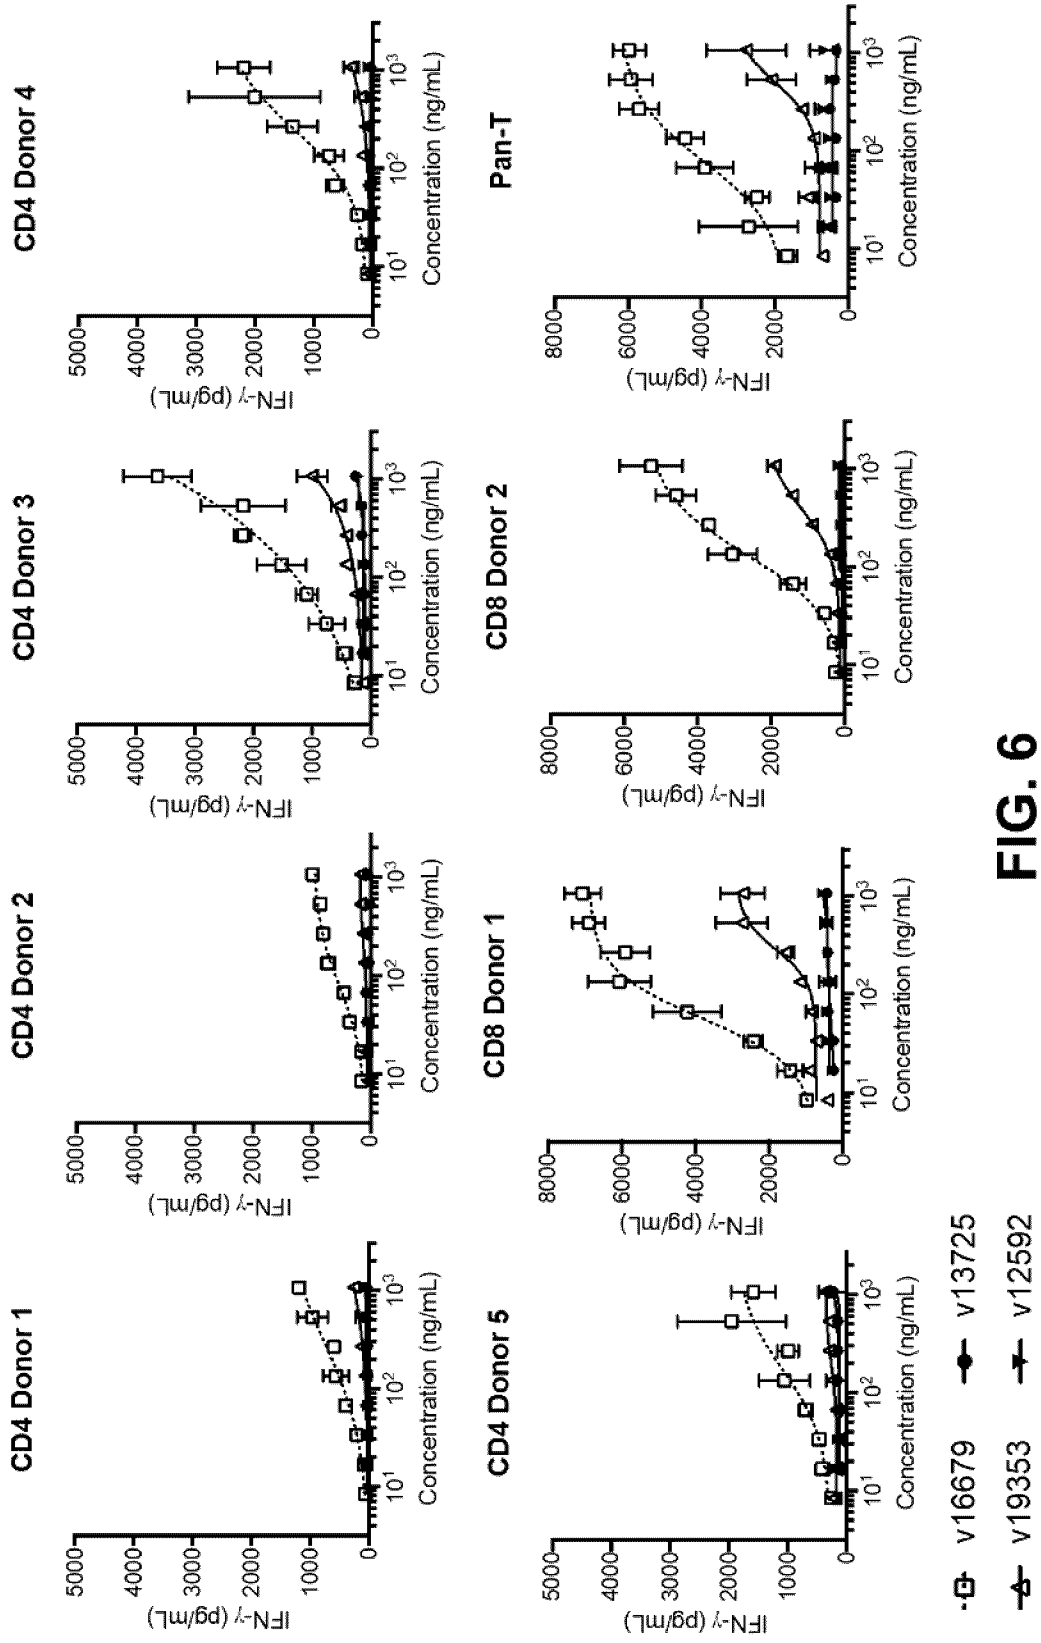 CD4 Donor 1
IFN-γ (pg/mL)
5000
4000
3000
2000
1000
0
10¹ 10² 10³
Concentration (ng/mL)
CD4 Donor 2
IFN-γ (pg/mL)
5000
4000
3000
2000
1000
0
10¹ 10² 10³
Concentration (ng/mL)
CD4 Donor 3
IFN-γ (pg/mL)
5000
4000
3000
2000
1000
0
10¹ 10² 10³
Concentration (ng/mL)
CD4 Donor 4
IFN-γ (pg/mL)
5000
4000
3000
2000
1000
0
10¹ 10² 10³
Concentration (ng/mL)
CD4 Donor 5
IFN-γ (pg/mL)
5000
4000
3000
2000
1000
0
10¹ 10² 10³
Concentration (ng/mL)
CD8 Donor 1
IFN-γ (pg/mL)
8000
6000
4000
2000
0
10¹ 10² 10³
Concentration (ng/mL)
CD8 Donor 2
IFN-γ (pg/mL)
8000
6000
4000
2000
0
10¹ 10² 10³
Concentration (ng/mL)
Pan-T
IFN-γ (pg/mL)
8000
6000
4000
2000
0
10¹ 10² 10³
Concentration (ng/mL)
v16679 v13725
v19353 v12592
FIG. 6